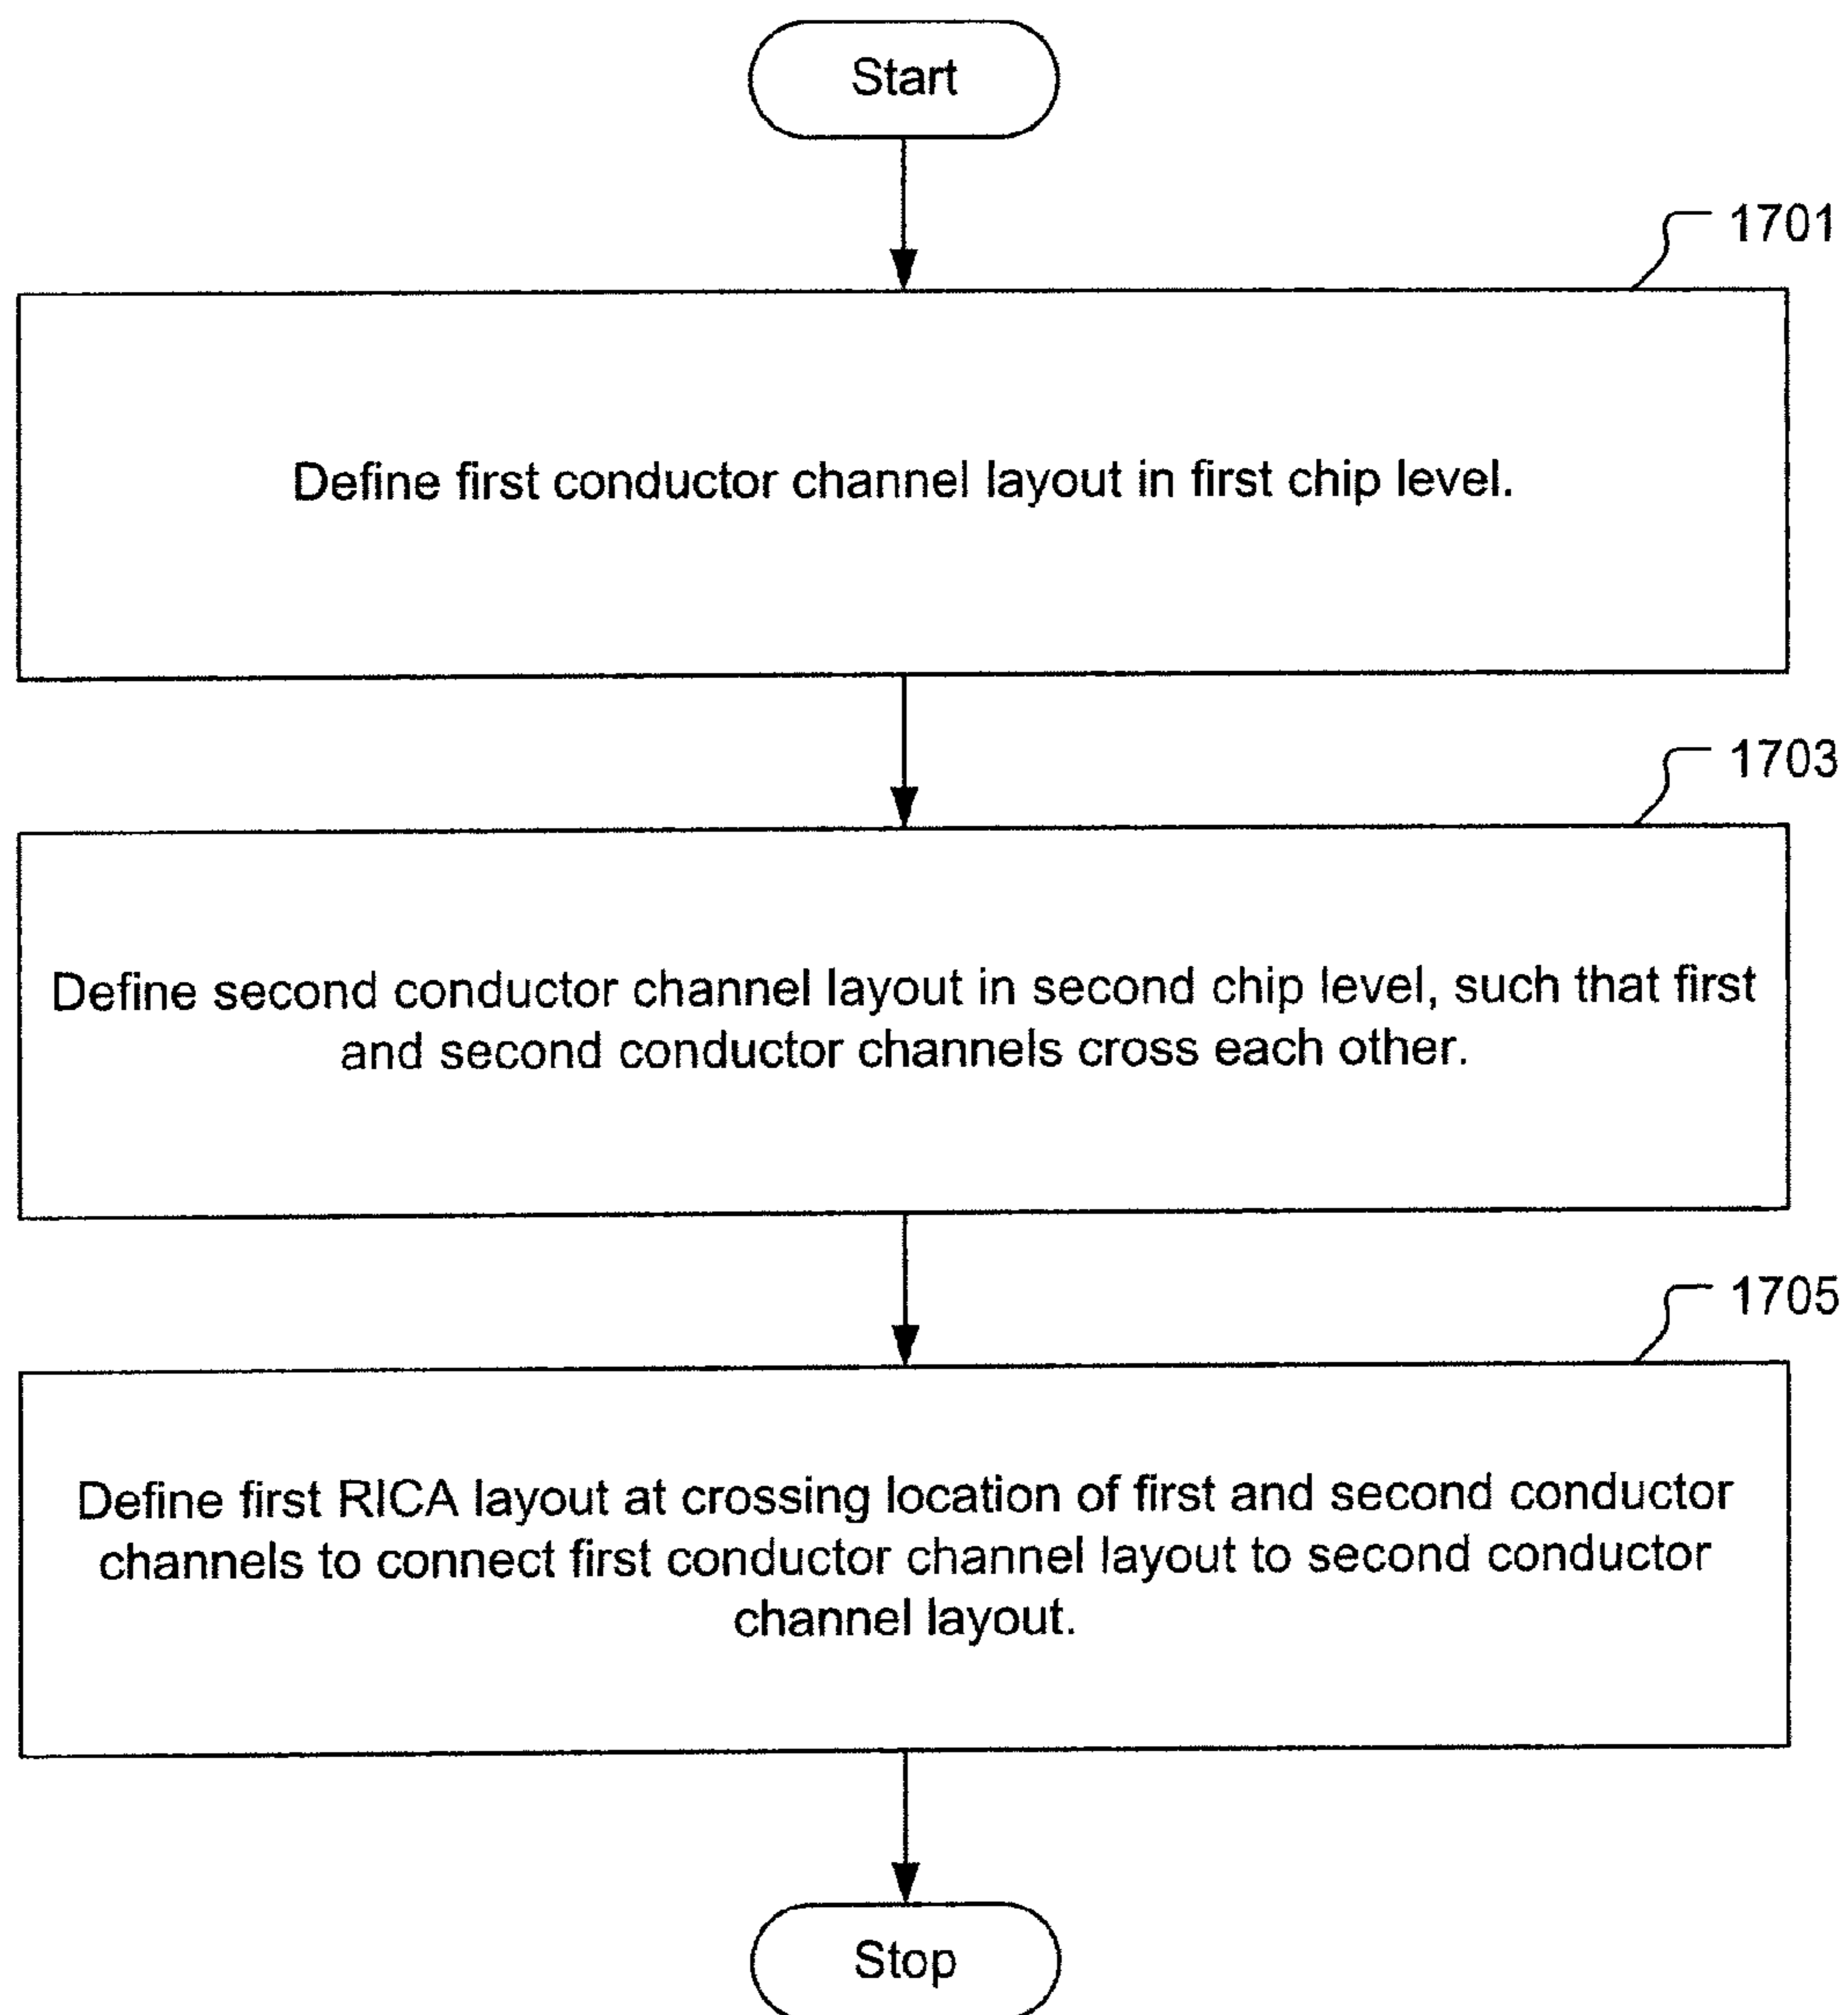 Start
1701
Define first conductor channel layout in first chip level.
1703
Define second conductor channel layout in second chip level, such that first
and second conductor channels cross each other.
1705
Define first RICA layout at crossing location of first and second conductor
channels to connect first conductor channel layout to second conductor
channel layout.
Stop